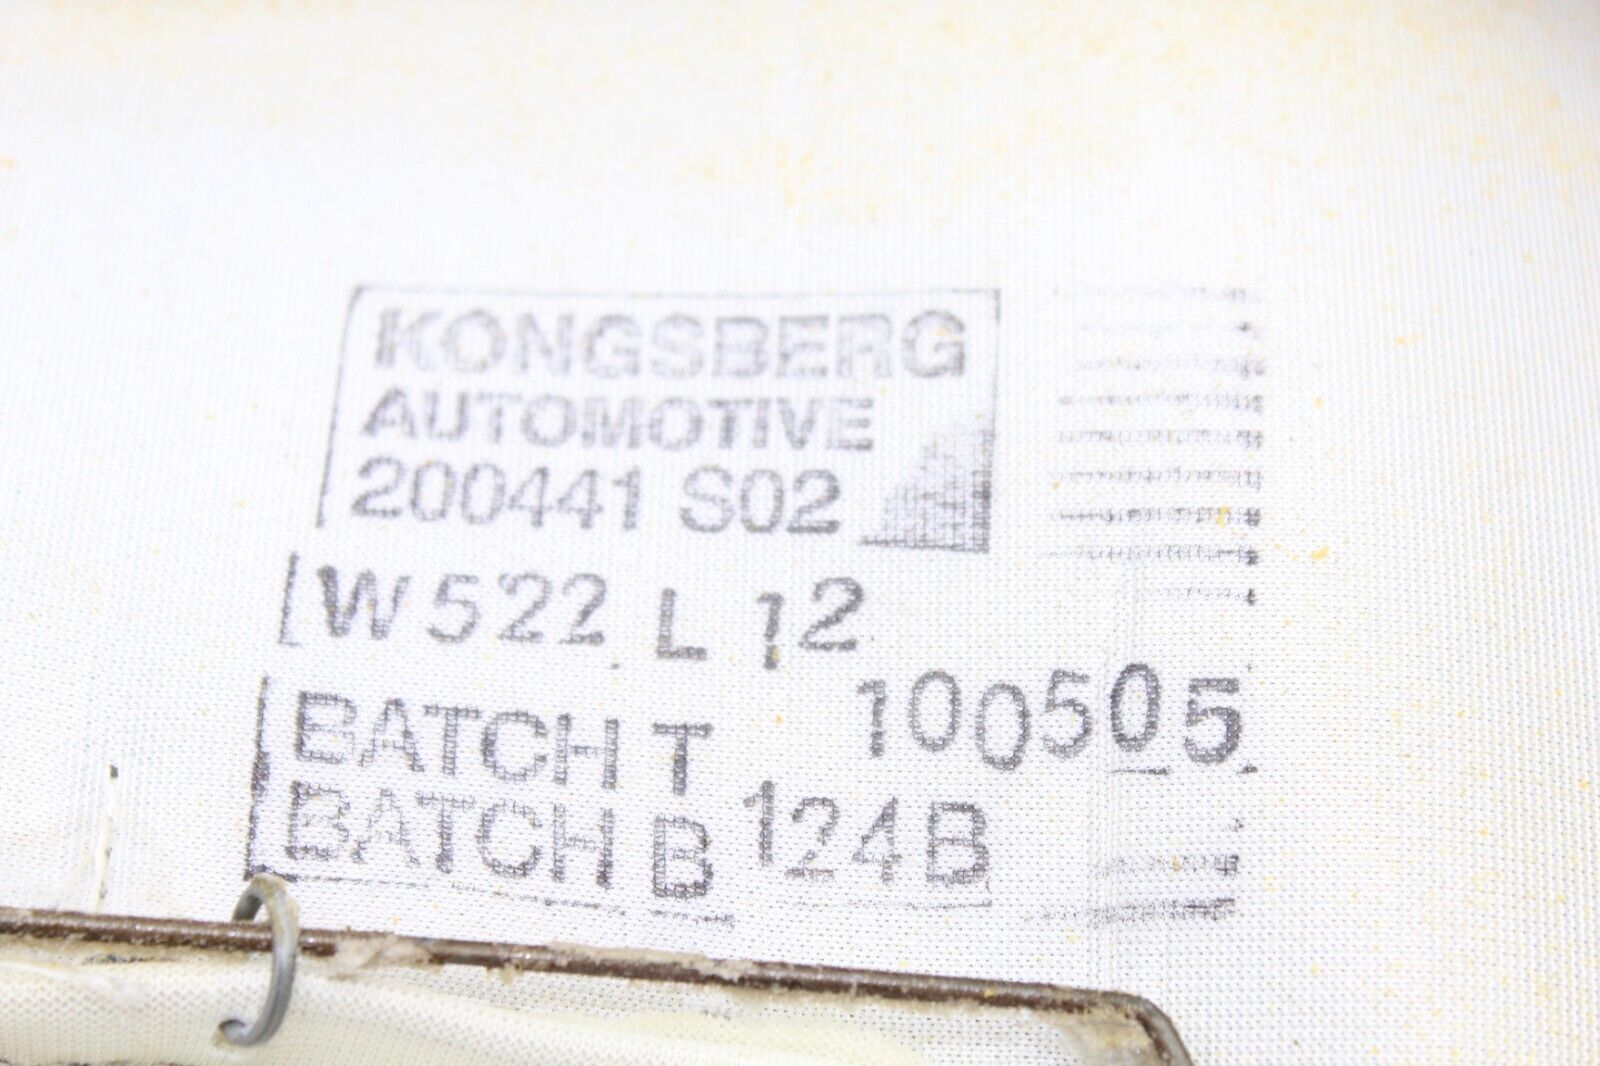 KONGSBERG
AUTOMOTIVE
200441 S02
W 522 L 12
BATCH T 100505
BATCH B 124B